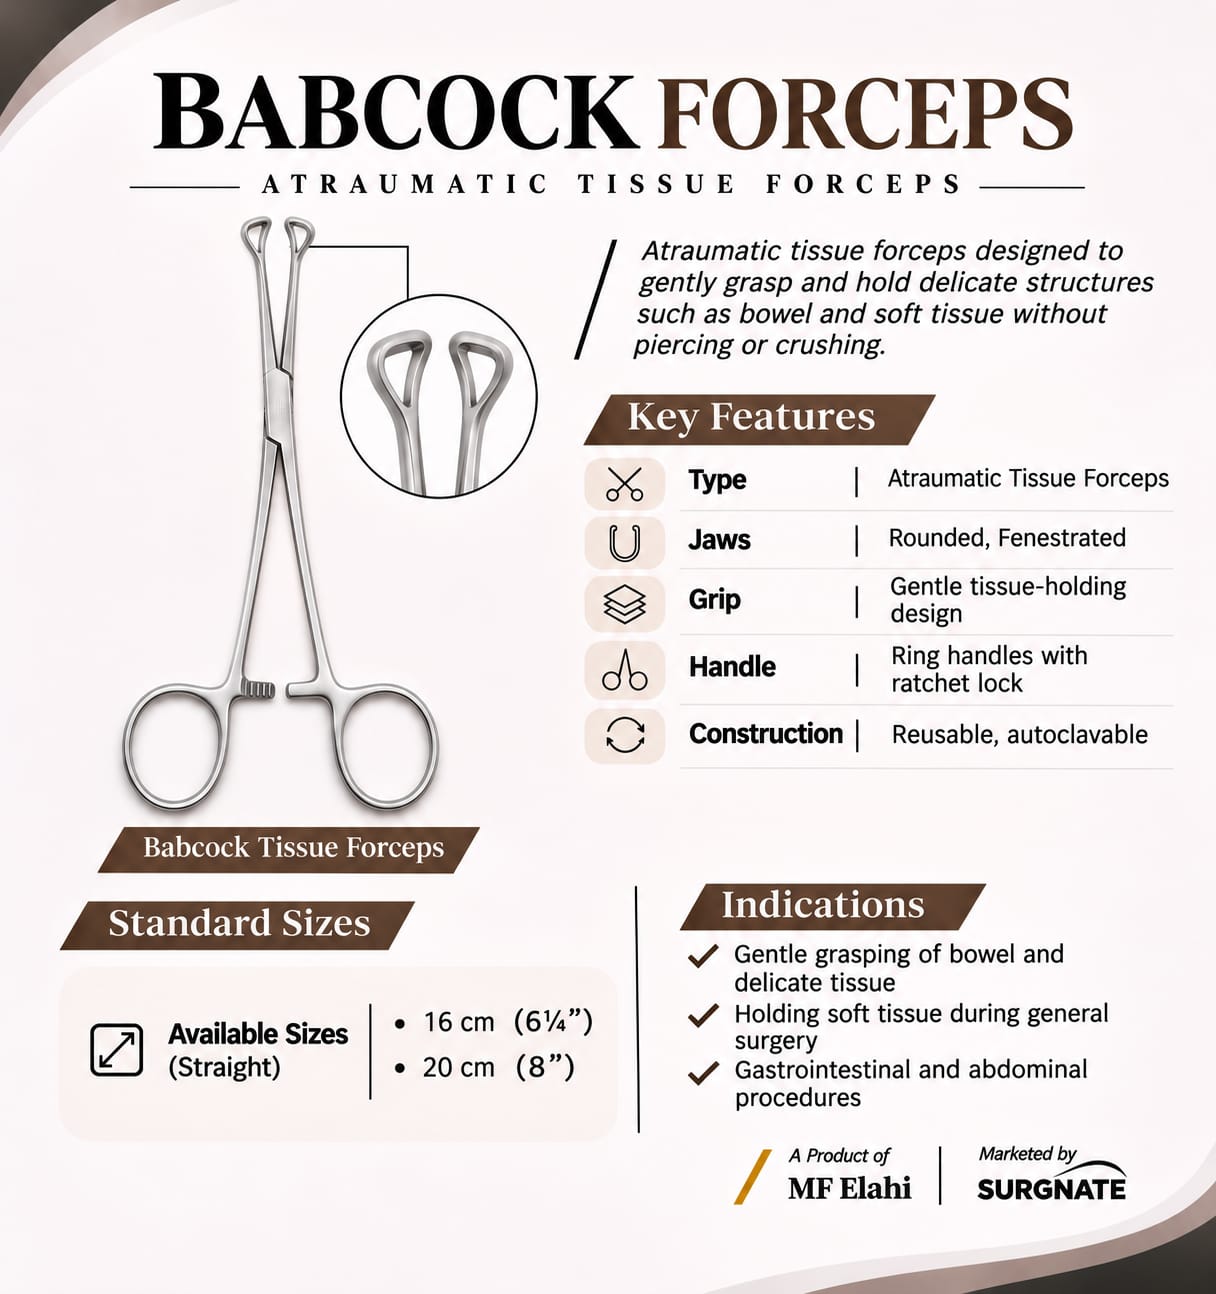 BABCOCK FORCEPS
ATRAUMATIC TISSUE FORCEPS
Atraumatic tissue forceps designed to
gently grasp and hold delicate structures
such as bowel and soft tissue without
piercing or crushing.
Key Features
Type | Atraumatic Tissue Forceps
Jaws | Rounded, Fenestrated
Grip | Gentle tissue-holding
design
Handle | Ring handles with
ratchet lock
Construction | Reusable, autoclavable
Babcock Tissue Forceps
Standard Sizes
Available Sizes
(Straight)
• 16 cm (6¼”)
• 20 cm (8”)
Indications
Gentle grasping of bowel and
delicate tissue
Holding soft tissue during general
surgery
Gastrointestinal and abdominal
procedures
A Product of
MF Elahi
Marketed by
SURGNATE